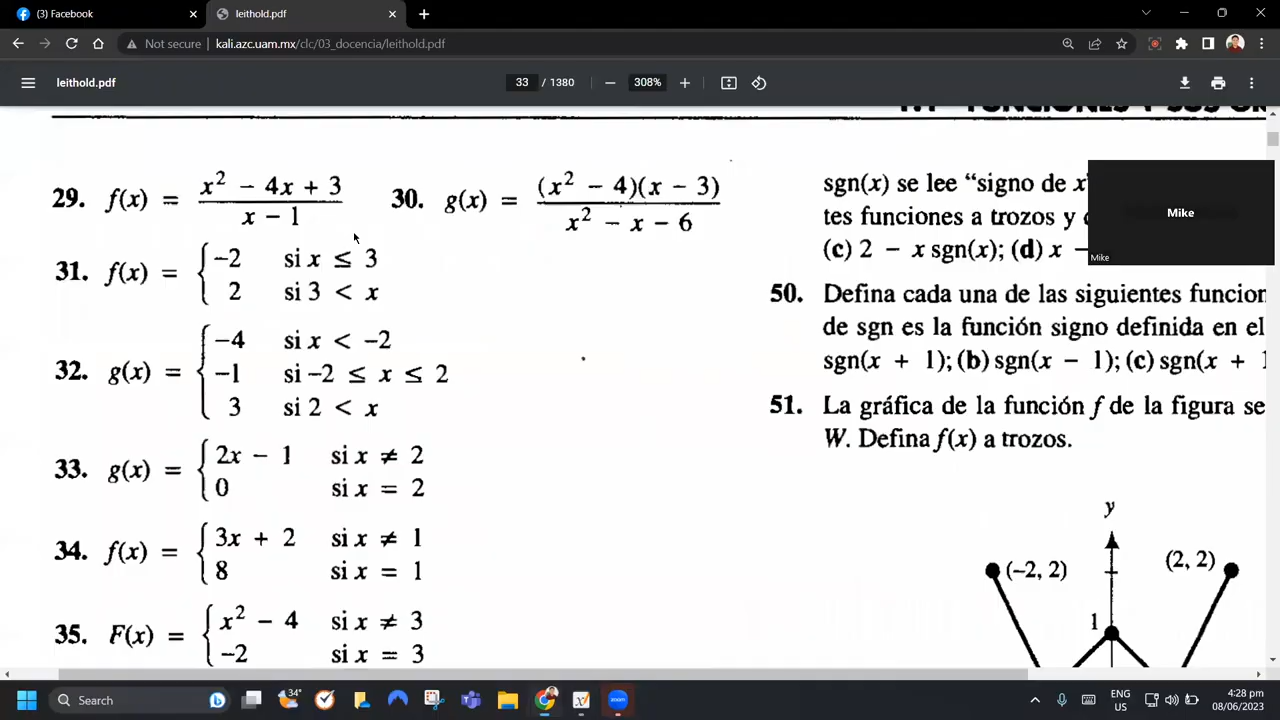 (3) Facebook
leithold.pdf
Not secure
kali.azc.uam.mx/clc/03_docencia/leithold.pdf
leithold.pdf
33 / 1380
308%
29. f(x) = (x² − 4x + 3)/(x − 1)
30. g(x) = ((x² − 4)(x − 3))/(x² − x − 6)
31. f(x) = { −2 si x ≤ 3
2 si 3 < x
32. g(x) = { −4 si x < −2
−1 si −2 ≤ x ≤ 2
3 si 2 < x
33. g(x) = { 2x − 1 si x ≠ 2
0 si x = 2
34. f(x) = { 3x + 2 si x ≠ 1
8 si x = 1
35. F(x) = { x² − 4 si x ≠ 3
−2 si x = 3
sgn(x) se lee “signo de x
tes funciones a trozos y
(c) 2 − x sgn(x); (d) x −
Mike
Mike
50. Defina cada una de las siguientes funcion
de sgn es la función signo definida en el
sgn(x + 1); (b) sgn(x − 1); (c) sgn(x +
51. La gráfica de la función f de la figura se
W. Defina f(x) a trozos.
y
(−2, 2)
(2, 2)
1
Search
34°
ENG
US
4:28 pm
08/06/2023